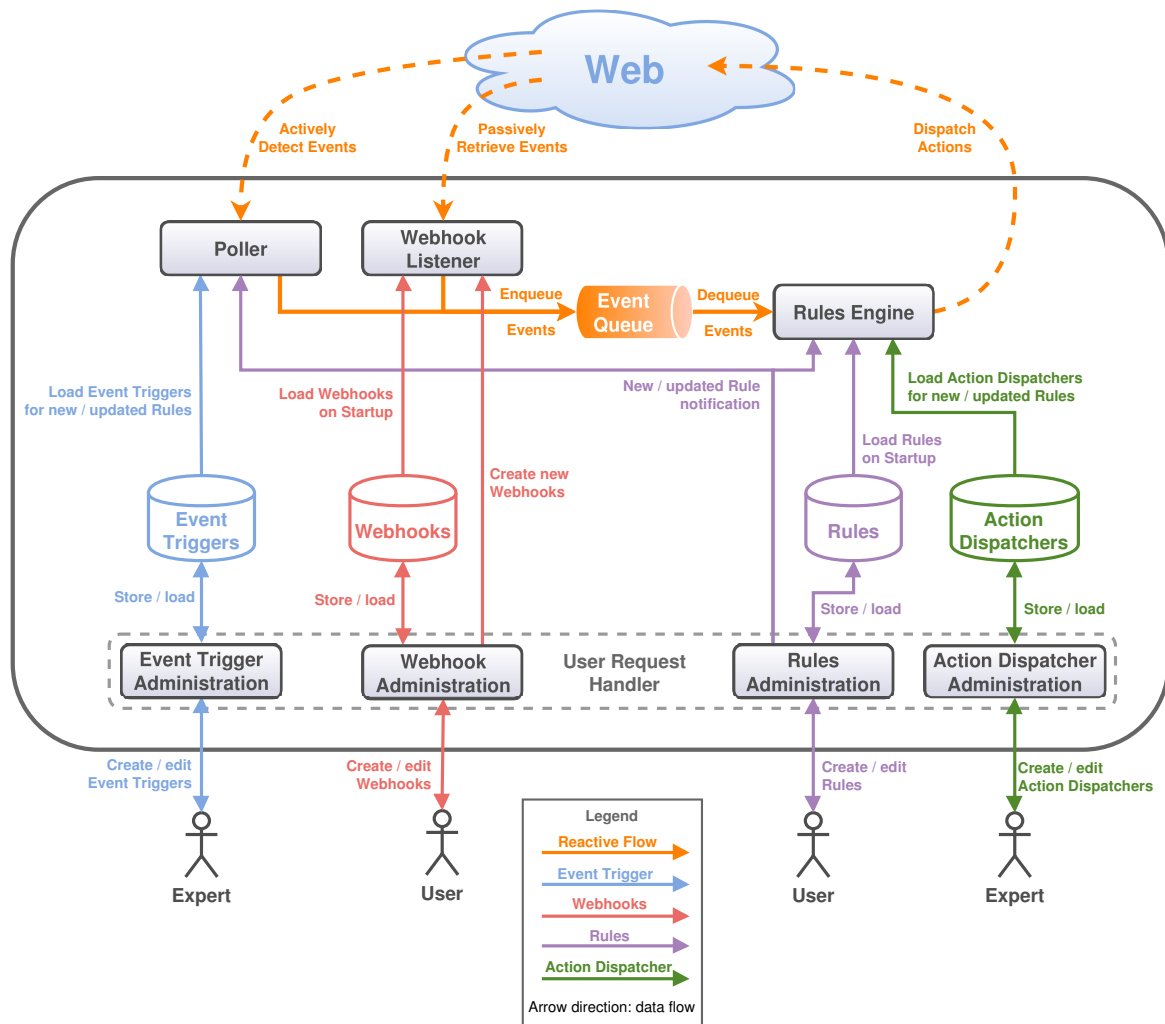 Web
Actively
Detect Events
Passively
Retrieve Events
Dispatch
Actions
Poller
Webhook
Listener
Enqueue
Events
Event
Queue
Dequeue
Events
Rules Engine
Load Event Triggers
for new / updated Rules
Load Webhooks
on Startup
New / updated Rule
notification
Load Action Dispatchers
for new / updated Rules
Load Rules
on Startup
Create new
Webhooks
Event
Triggers
Webhooks
Rules
Action
Dispatchers
Store / load
Store / load
Store / load
Store / load
Event Trigger
Administration
Webhook
Administration
User Request
Handler
Rules
Administration
Action Dispatcher
Administration
Create / edit
Event Triggers
Create / edit
Webhooks
Create / edit
Rules
Create / edit
Action Dispatchers
Expert
User
User
Expert
Legend
Reactive Flow
Event Trigger
Webhooks
Rules
Action Dispatcher
Arrow direction: data flow